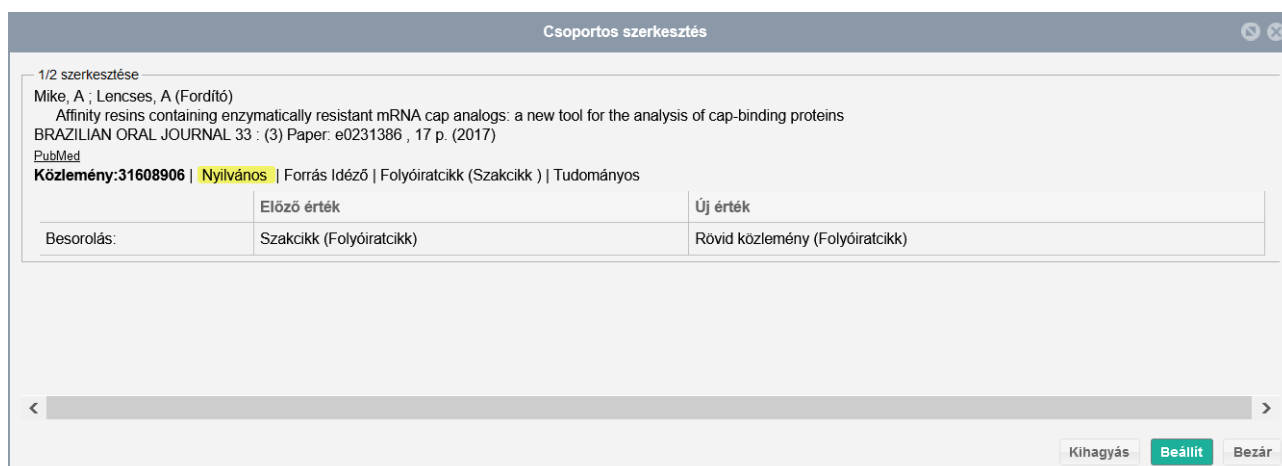 Csoportos szerkesztés
1/2 szerkesztése
Mike, A ; Lencses, A (Fordító)
Affinity resins containing enzymatically resistant mRNA cap analogs: a new tool for the analysis of cap-binding proteins
BRAZILIAN ORAL JOURNAL 33 : (3) Paper: e0231386 , 17 p. (2017)
PubMed
Közlemény:31608906 | Nyilvános | Forrás Idéző | Folyóiratcikk (Szakcikk ) | Tudományos
Előző érték Új érték
Besorolás: Szakcikk (Folyóiratcikk) Rövid közlemény (Folyóiratcikk)
Kihagyás Beállít Bezár